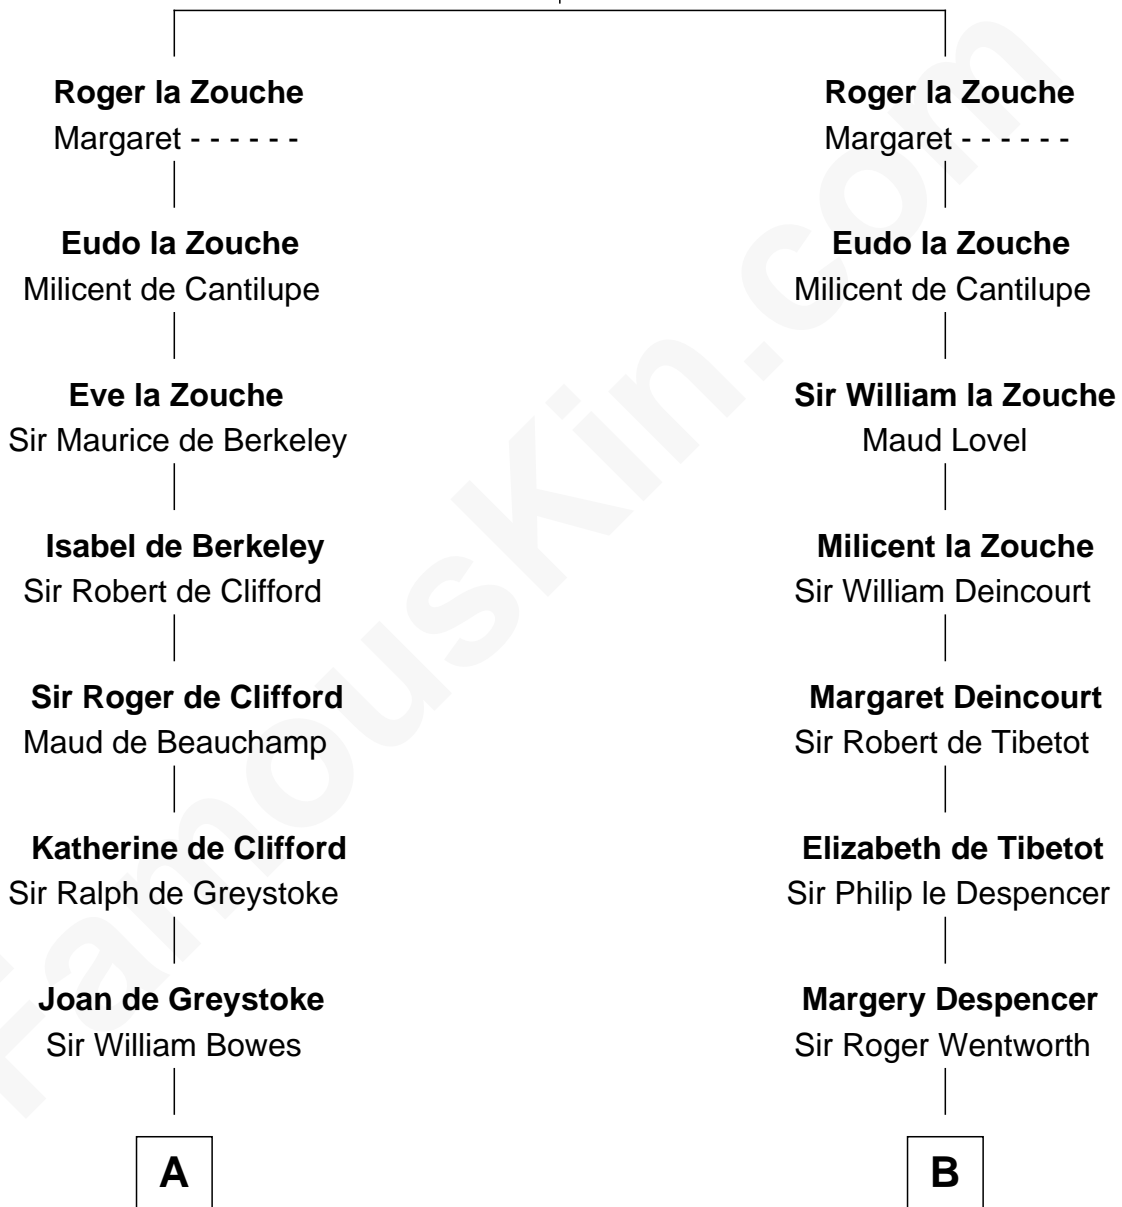 Roger la Zouche
Margaret - - - - - -
Eudo la Zouche
Milicent de Cantilupe
Eve la Zouche
Sir Maurice de Berkeley
Isabel de Berkeley
Sir Robert de Clifford
Sir Roger de Clifford
Maud de Beauchamp
Katherine de Clifford
Sir Ralph de Greystoke
Joan de Greystoke
Sir William Bowes
A
Roger la Zouche
Margaret - - - - - -
Eudo la Zouche
Milicent de Cantilupe
Sir William la Zouche
Maud Lovel
Milicent la Zouche
Sir William Deincourt
Margaret Deincourt
Sir Robert de Tibetot
Elizabeth de Tibetot
Sir Philip le Despencer
Margery Despencer
Sir Roger Wentworth
B
FamousKin.com